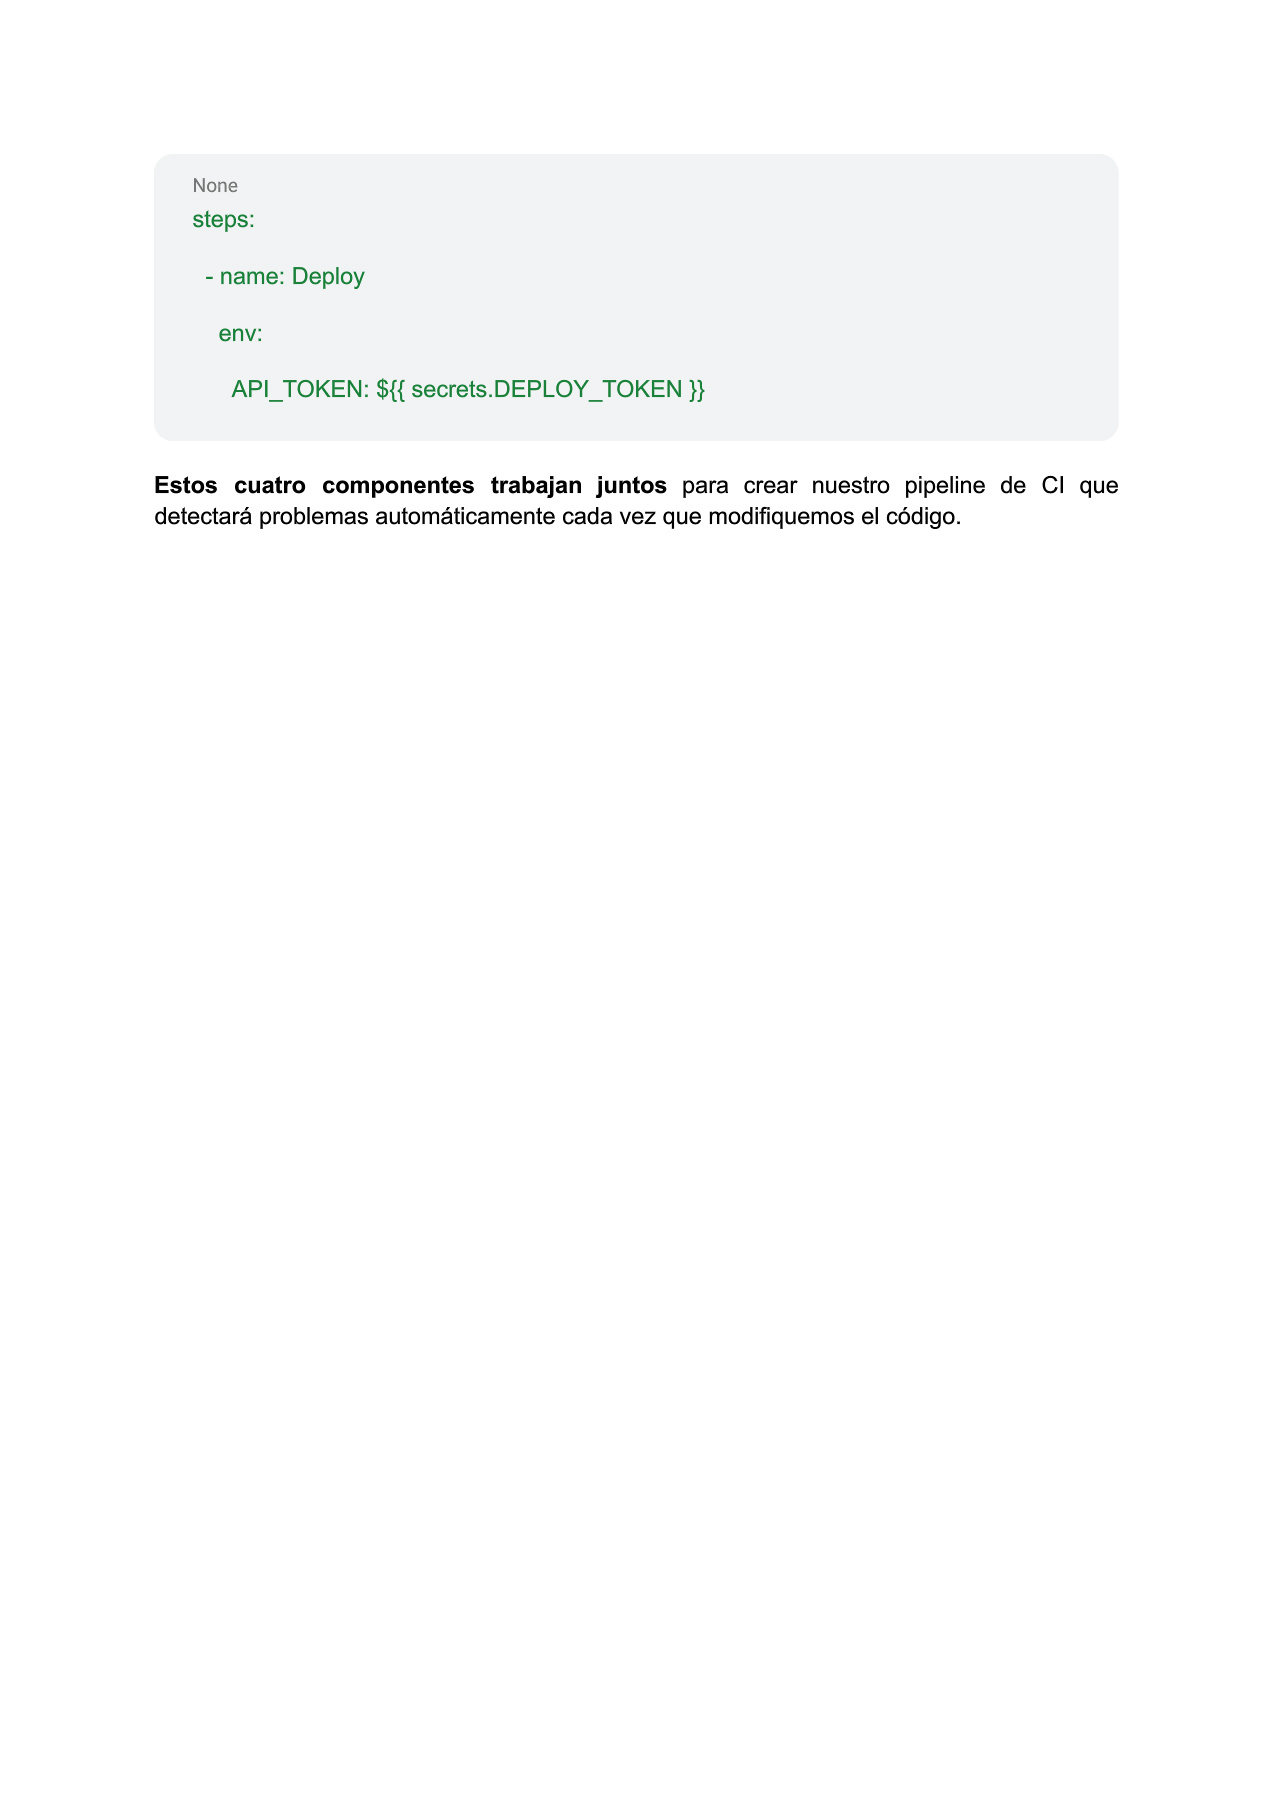 None
steps:
  - name: Deploy
    env:
      API_TOKEN: ${{ secrets.DEPLOY_TOKEN }}
Estos cuatro componentes trabajan juntos para crear nuestro pipeline de CI que
detectará problemas automáticamente cada vez que modifiquemos el código.